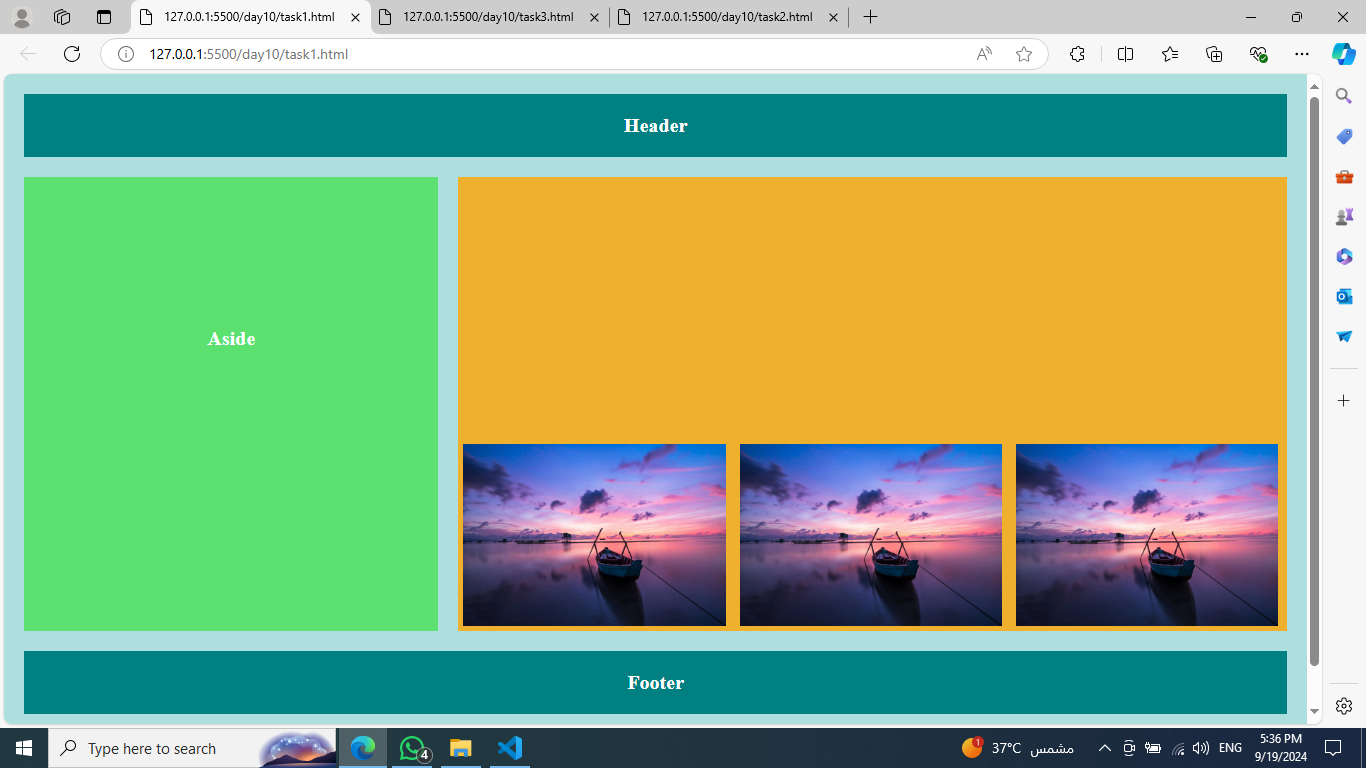 127.0.0.1:5500/day10/task1.html
127.0.0.1:5500/day10/task3.html
127.0.0.1:5500/day10/task2.html
127.0.0.1:5500/day10/task1.html
Header
Aside
Footer
Type here to search
4
1
37°C مشمس
ENG
5:36 PM
9/19/2024